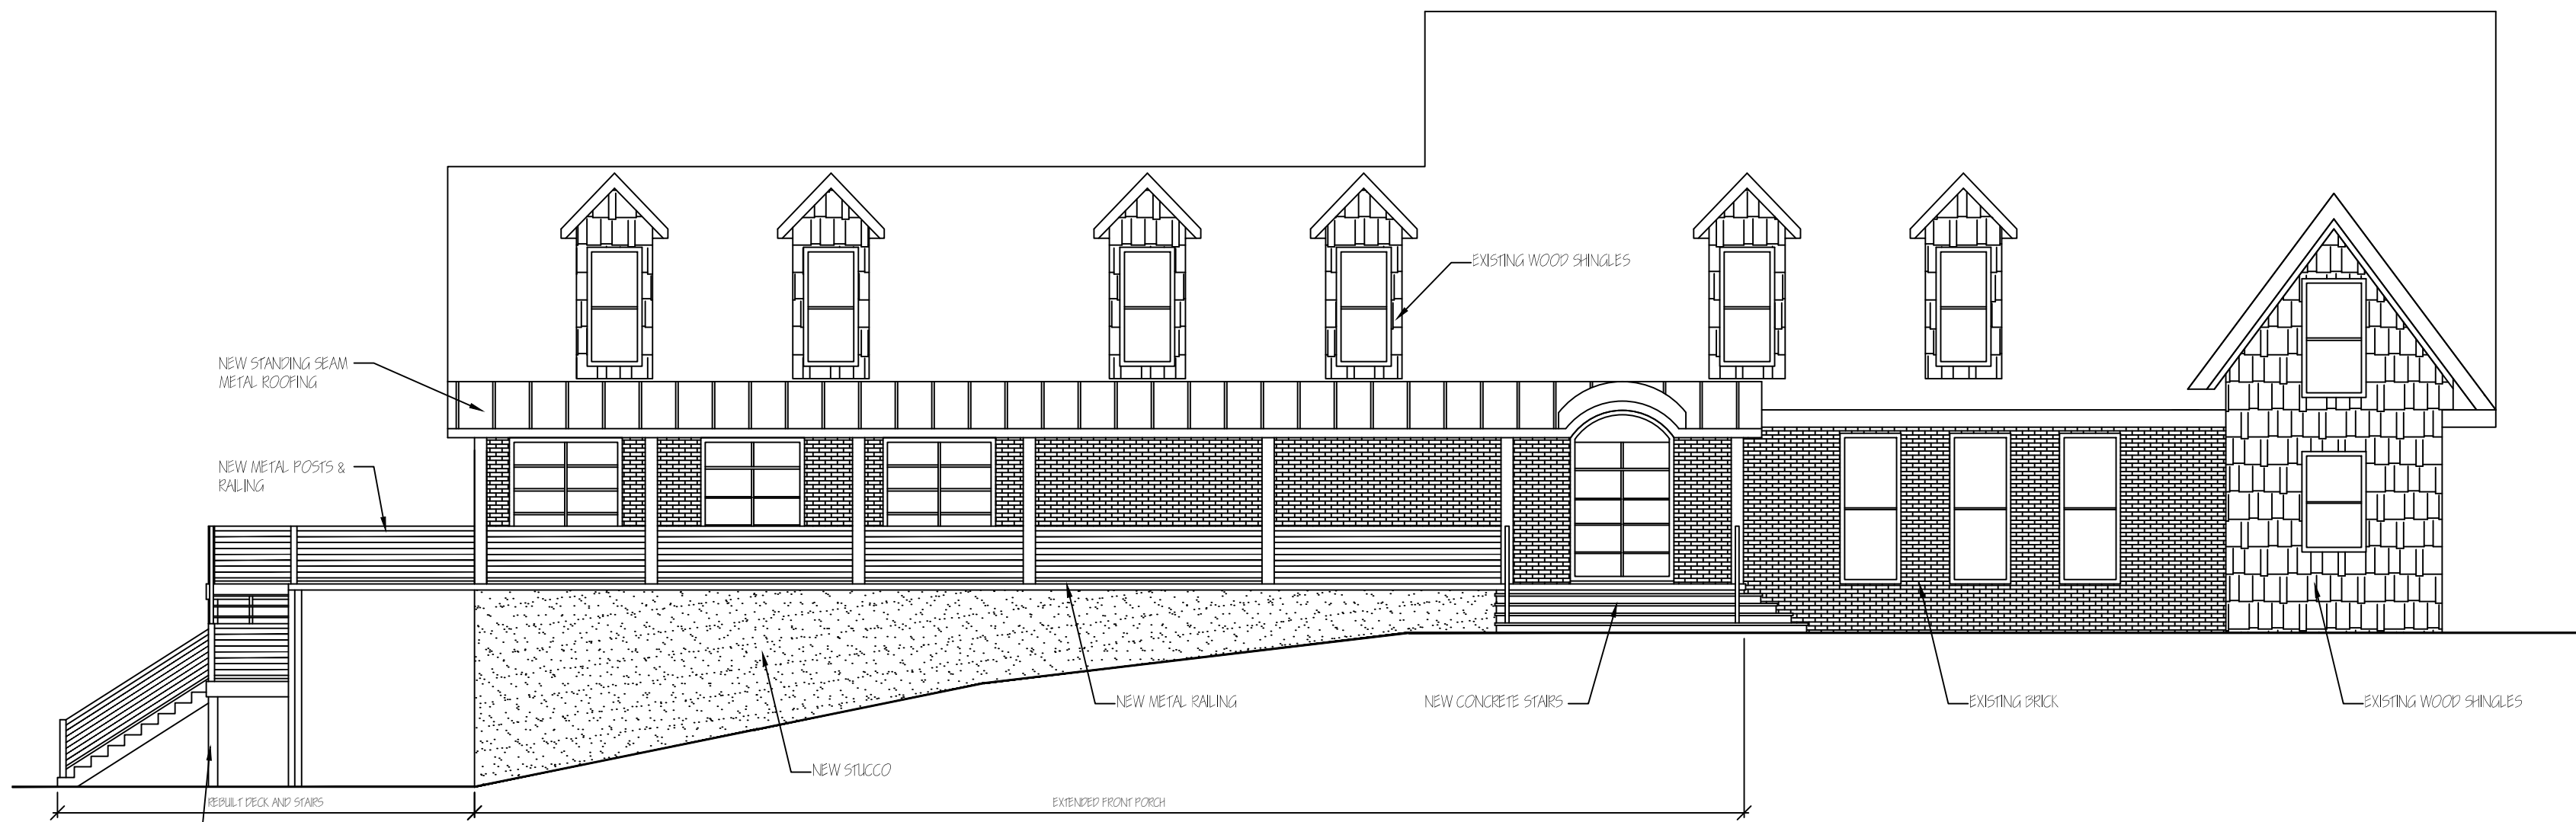 EXISTING WOOD SHINGLES
NEW STANDING SEAM
METAL ROOFING
NEW METAL POSTS &
RAILING
NEW METAL RAILING
NEW CONCRETE STAIRS
EXISTING BRICK
EXISTING WOOD SHINGLES
NEW STUCCO
REBUILT DECK AND STAIRS
EXTENDED FRONT PORCH